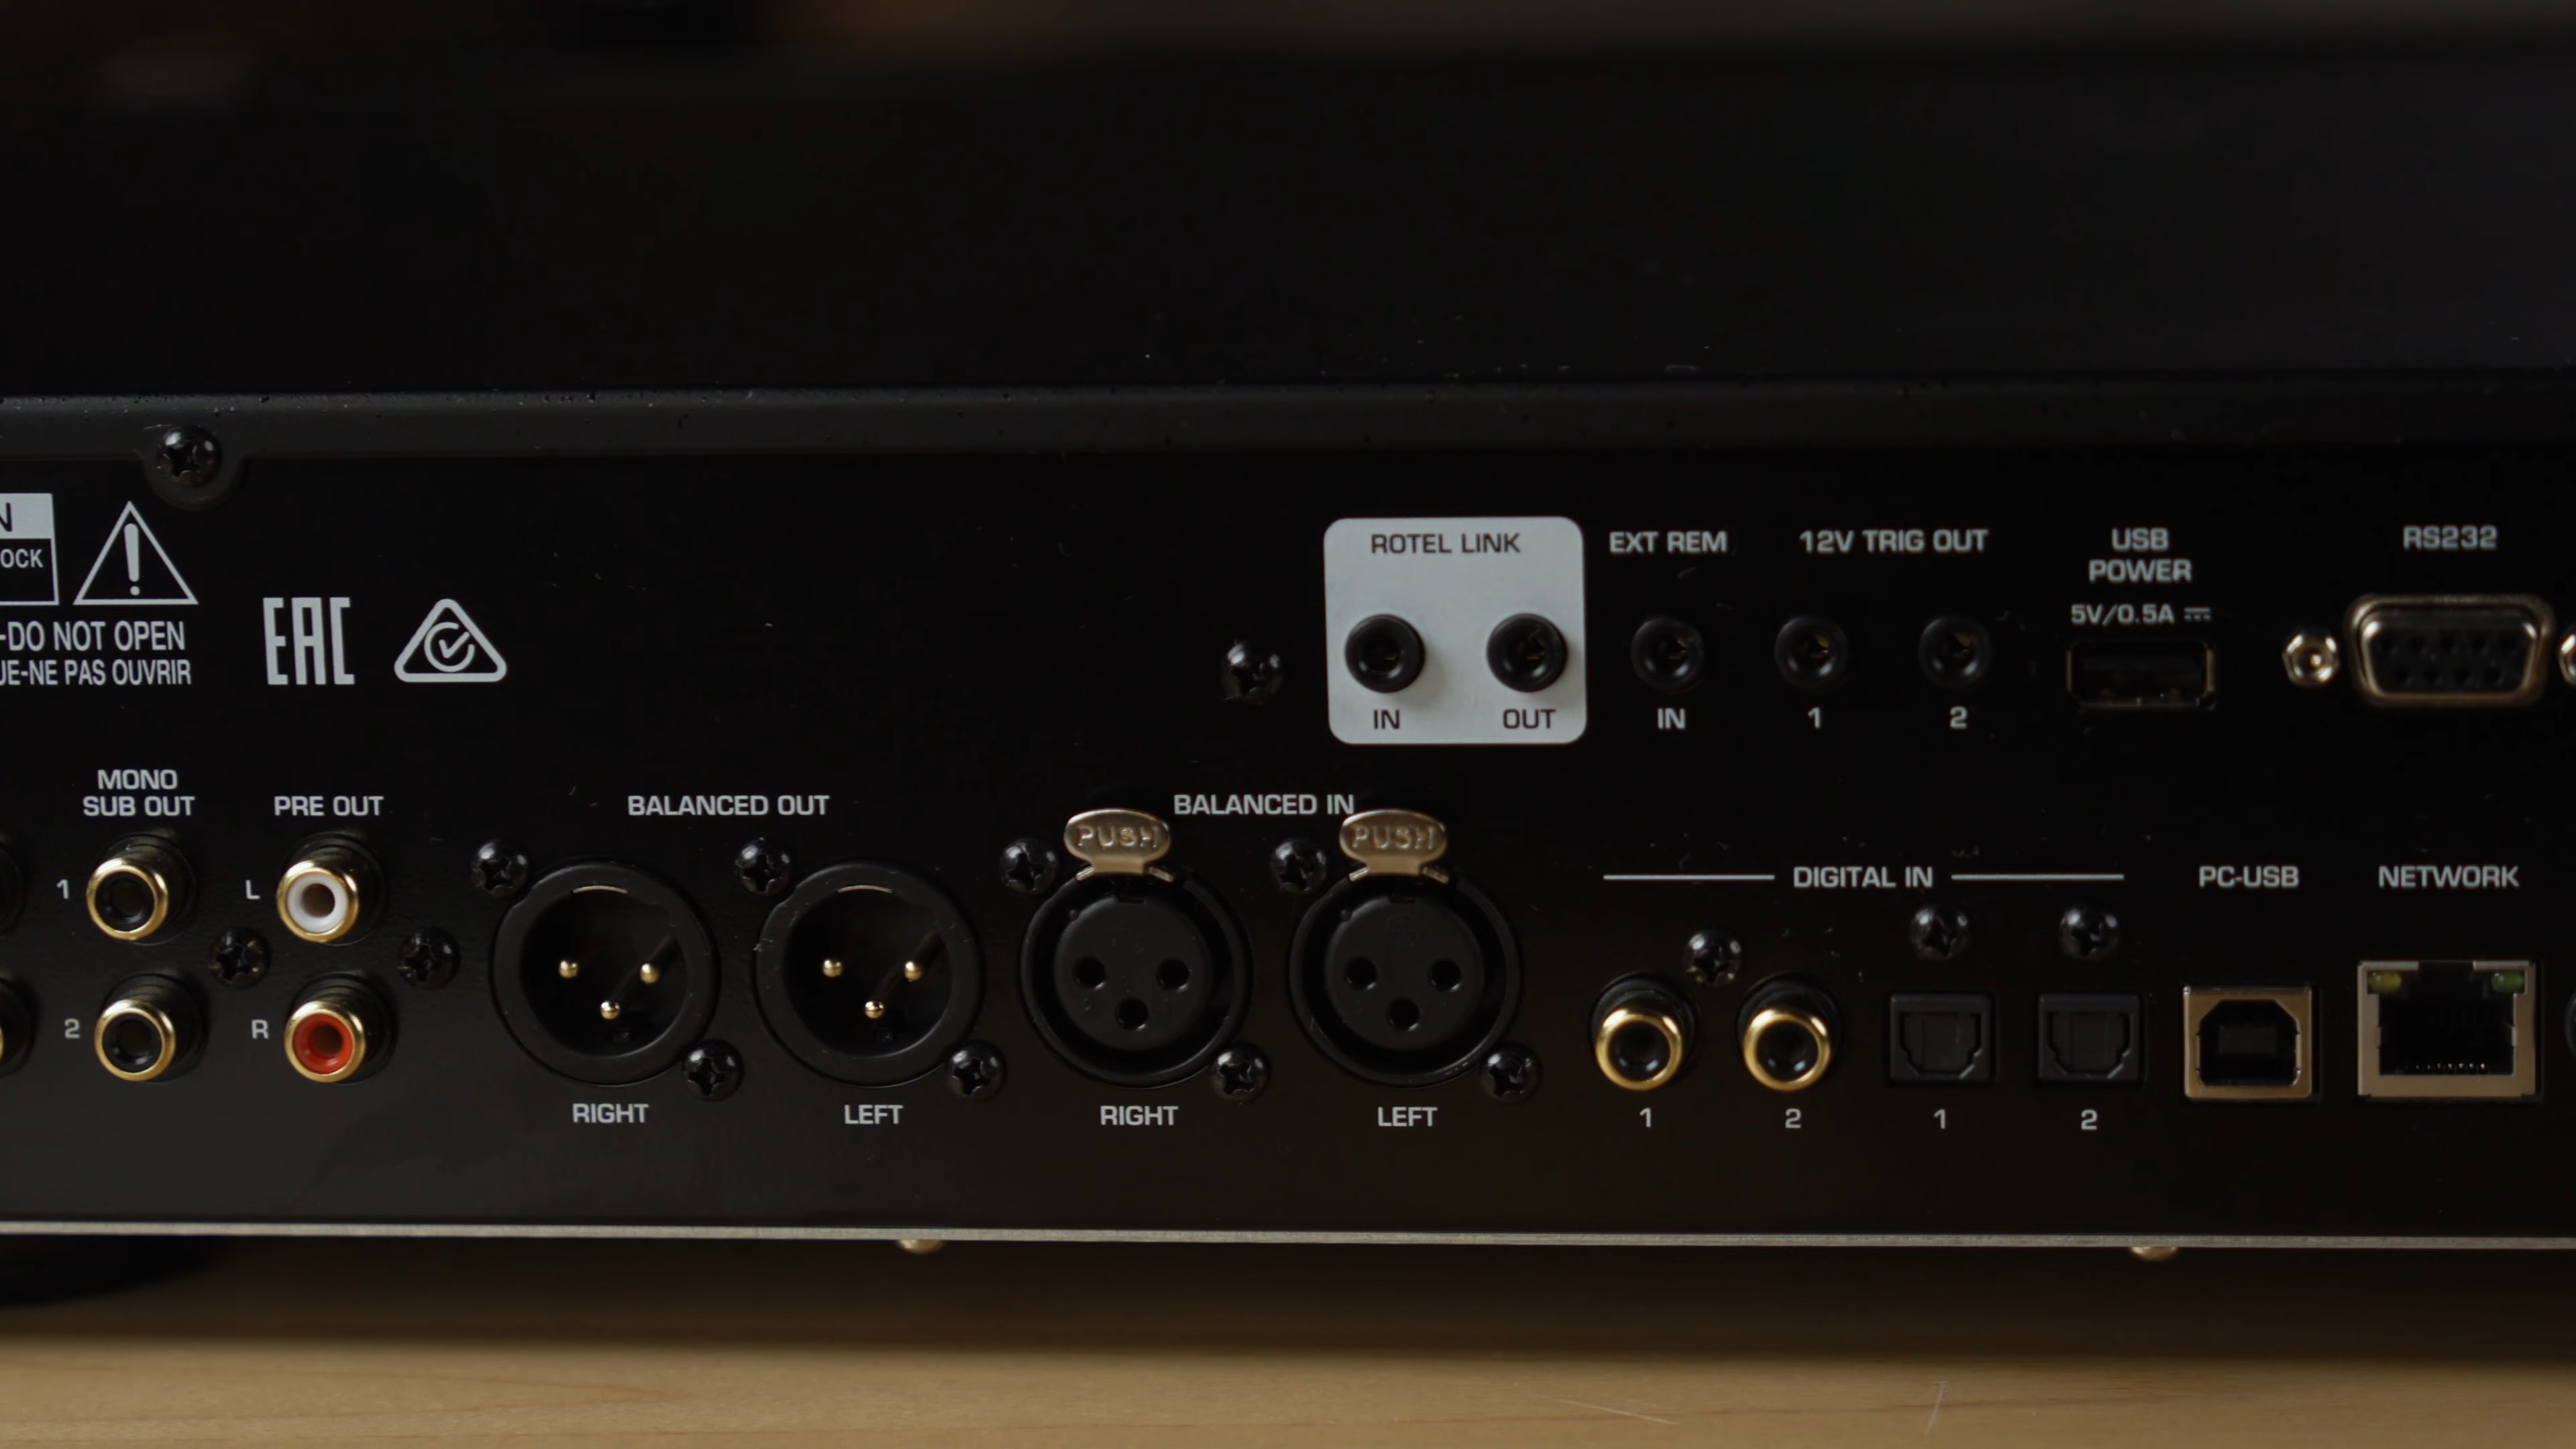 N
OCK
-DO NOT OPEN
UE-NE PAS OUVRIR
EAC
ROTEL LINK
IN
OUT
EXT REM
IN
12V TRIG OUT
1
2
USB
POWER
5V/0.5A
RS232
MONO
SUB OUT
1
2
PRE OUT
L
R
BALANCED OUT
RIGHT
LEFT
BALANCED IN
PUSH
PUSH
RIGHT
LEFT
DIGITAL IN
1
2
1
2
PC-USB
NETWORK